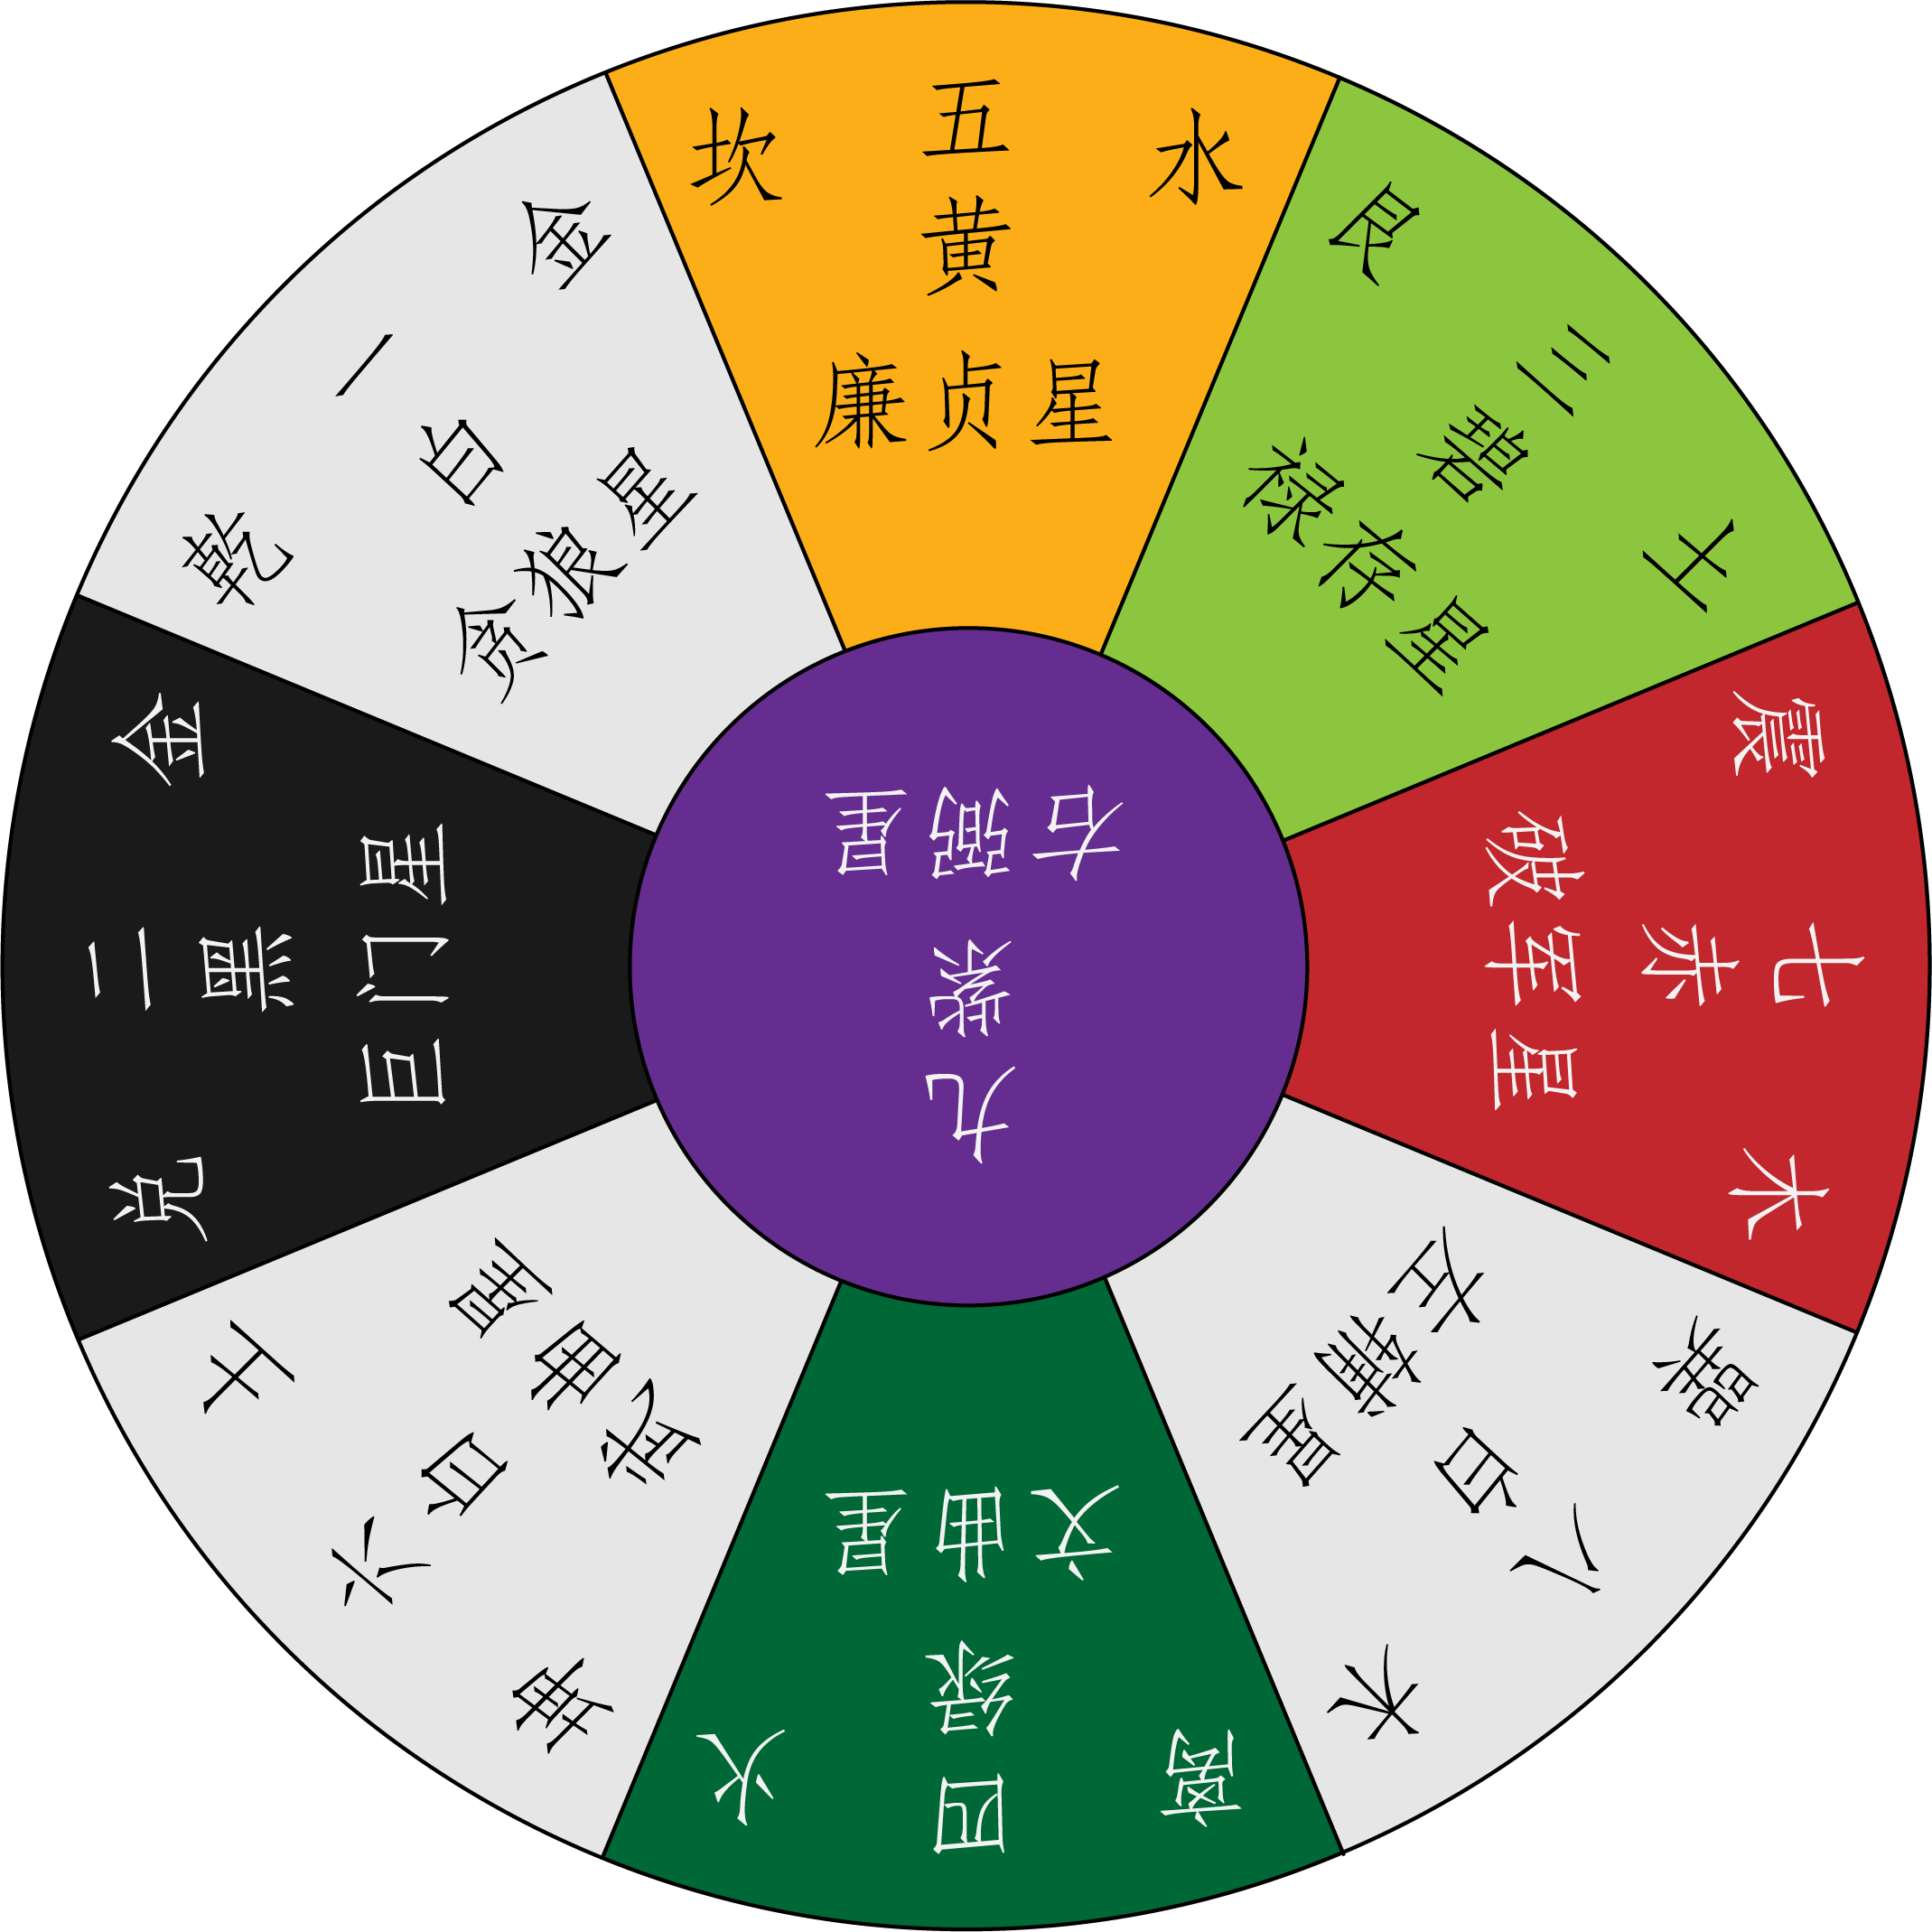 坎 五 水
黄
廉贞星
艮 三 土
碧
禄存星
震 七 木
赤
破军星
巽 八 木
白
左辅星
离 四 火
绿
文曲星
坤 六 土
白
武曲星
兑 二 金
黑
巨门星
乾 一 金
白
贪狼星
九
紫
右弼星